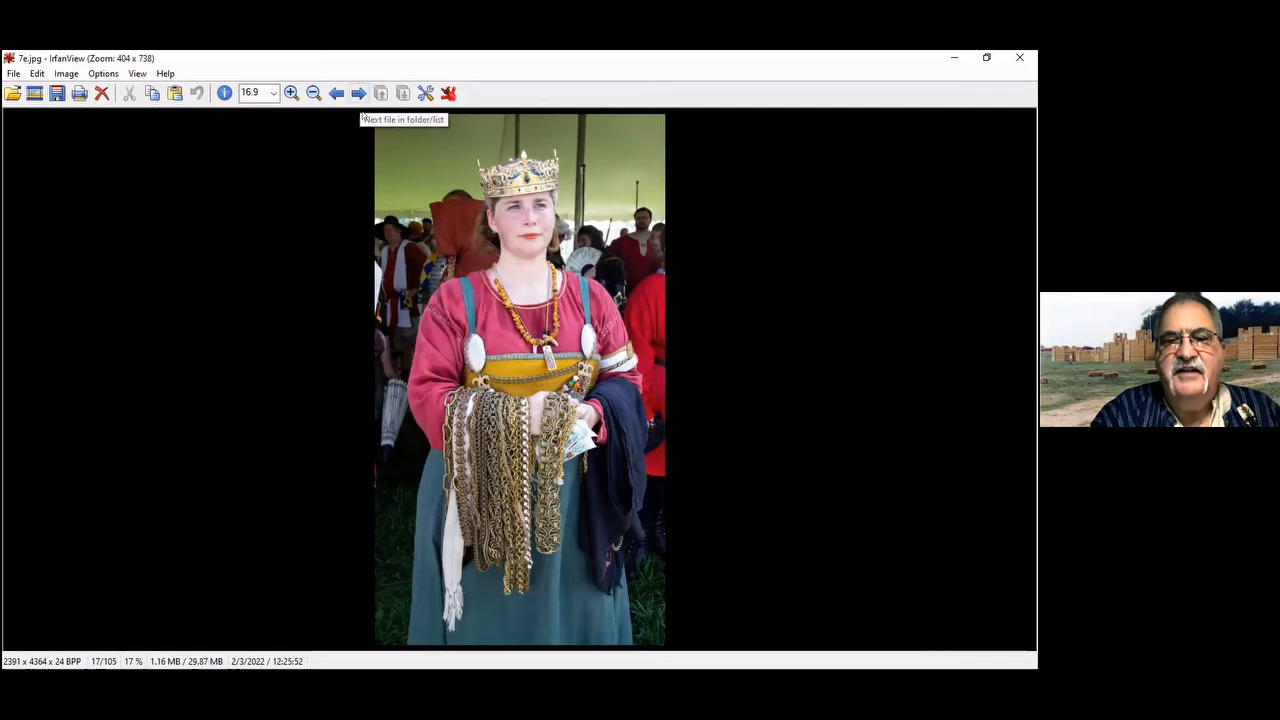 7e.jpg - IrfanView (Zoom: 404 x 738)
File Edit Image Options View Help
16.9
Next file in folder/list
2391 x 4364 x 24 BPP 17/105 17 % 1.16 MB / 29.87 MB 2/3/2022 / 12:25:52